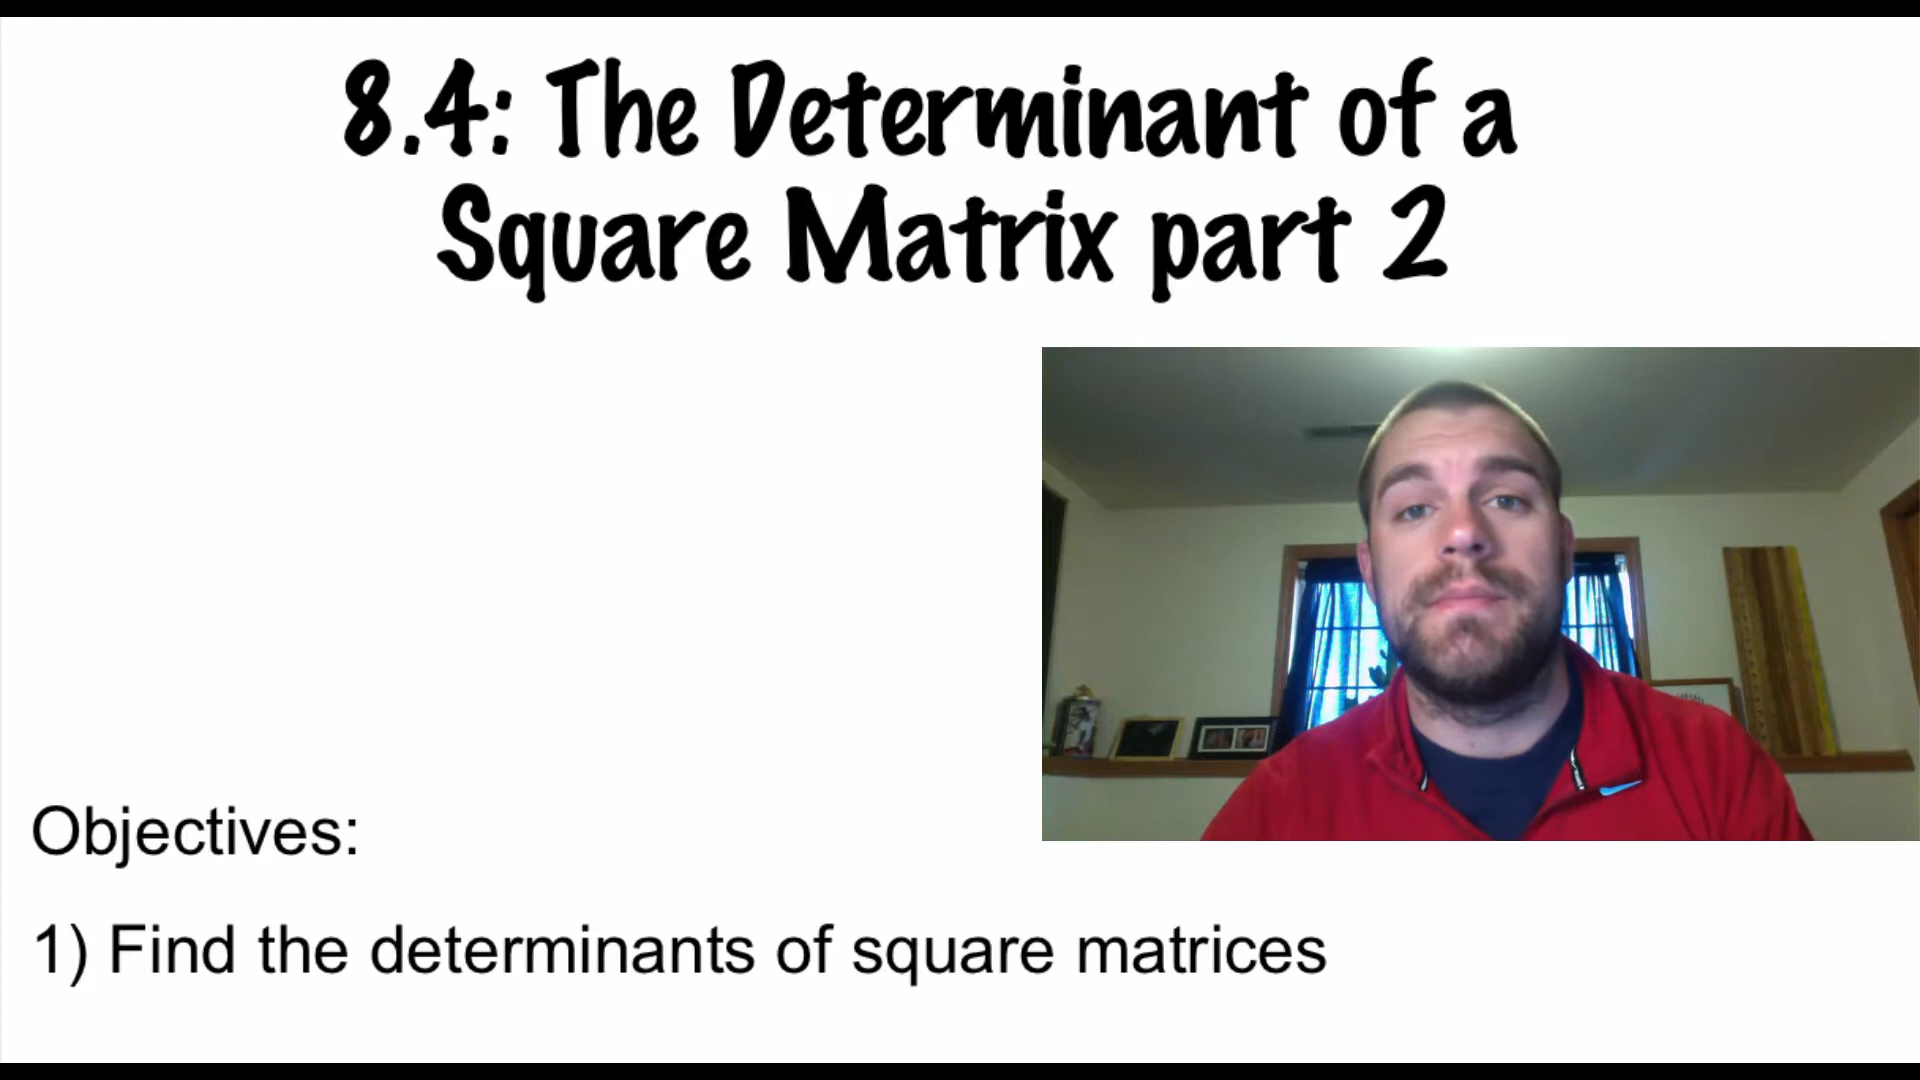 8.4: The Determinant of a
Square Matrix part 2
Objectives:
1) Find the determinants of square matrices